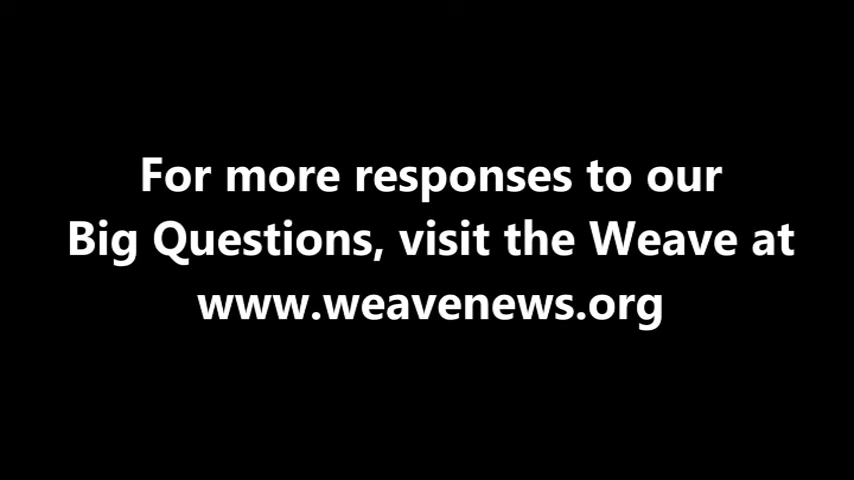 For more responses to our
Big Questions, visit the Weave at
www.weavenews.org